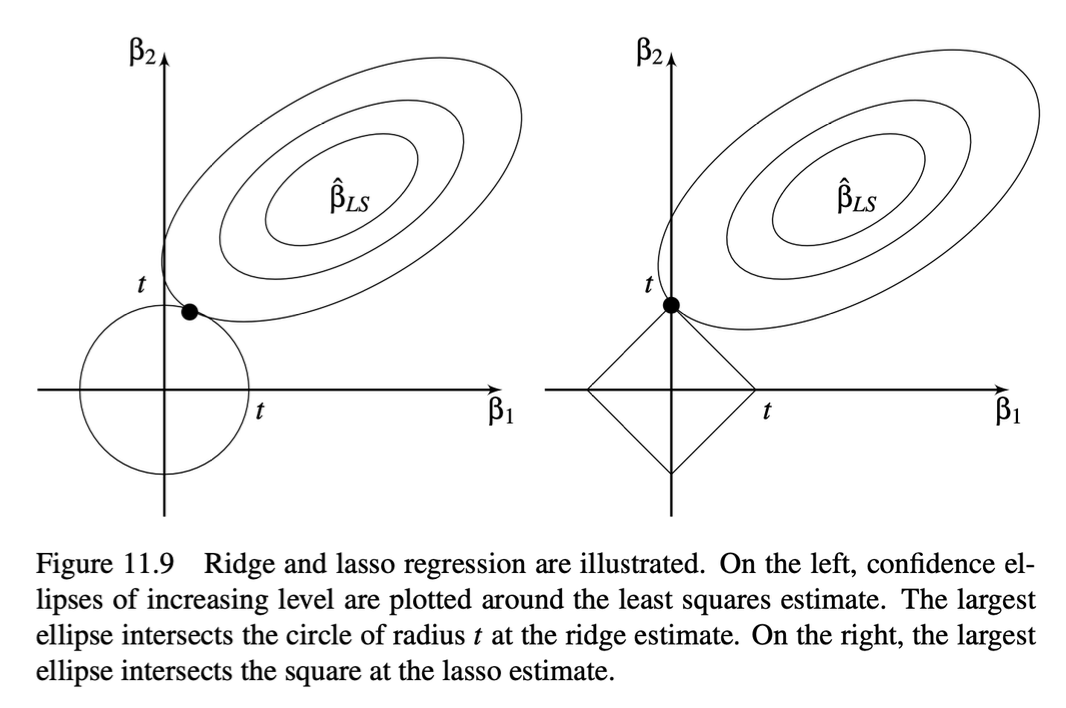 β2
t
β̂LS
t
β1
β2
t
β̂LS
t
β1
Figure 11.9 Ridge and lasso regression are illustrated. On the left, confidence el-
lipses of increasing level are plotted around the least squares estimate. The largest
ellipse intersects the circle of radius t at the ridge estimate. On the right, the largest
ellipse intersects the square at the lasso estimate.